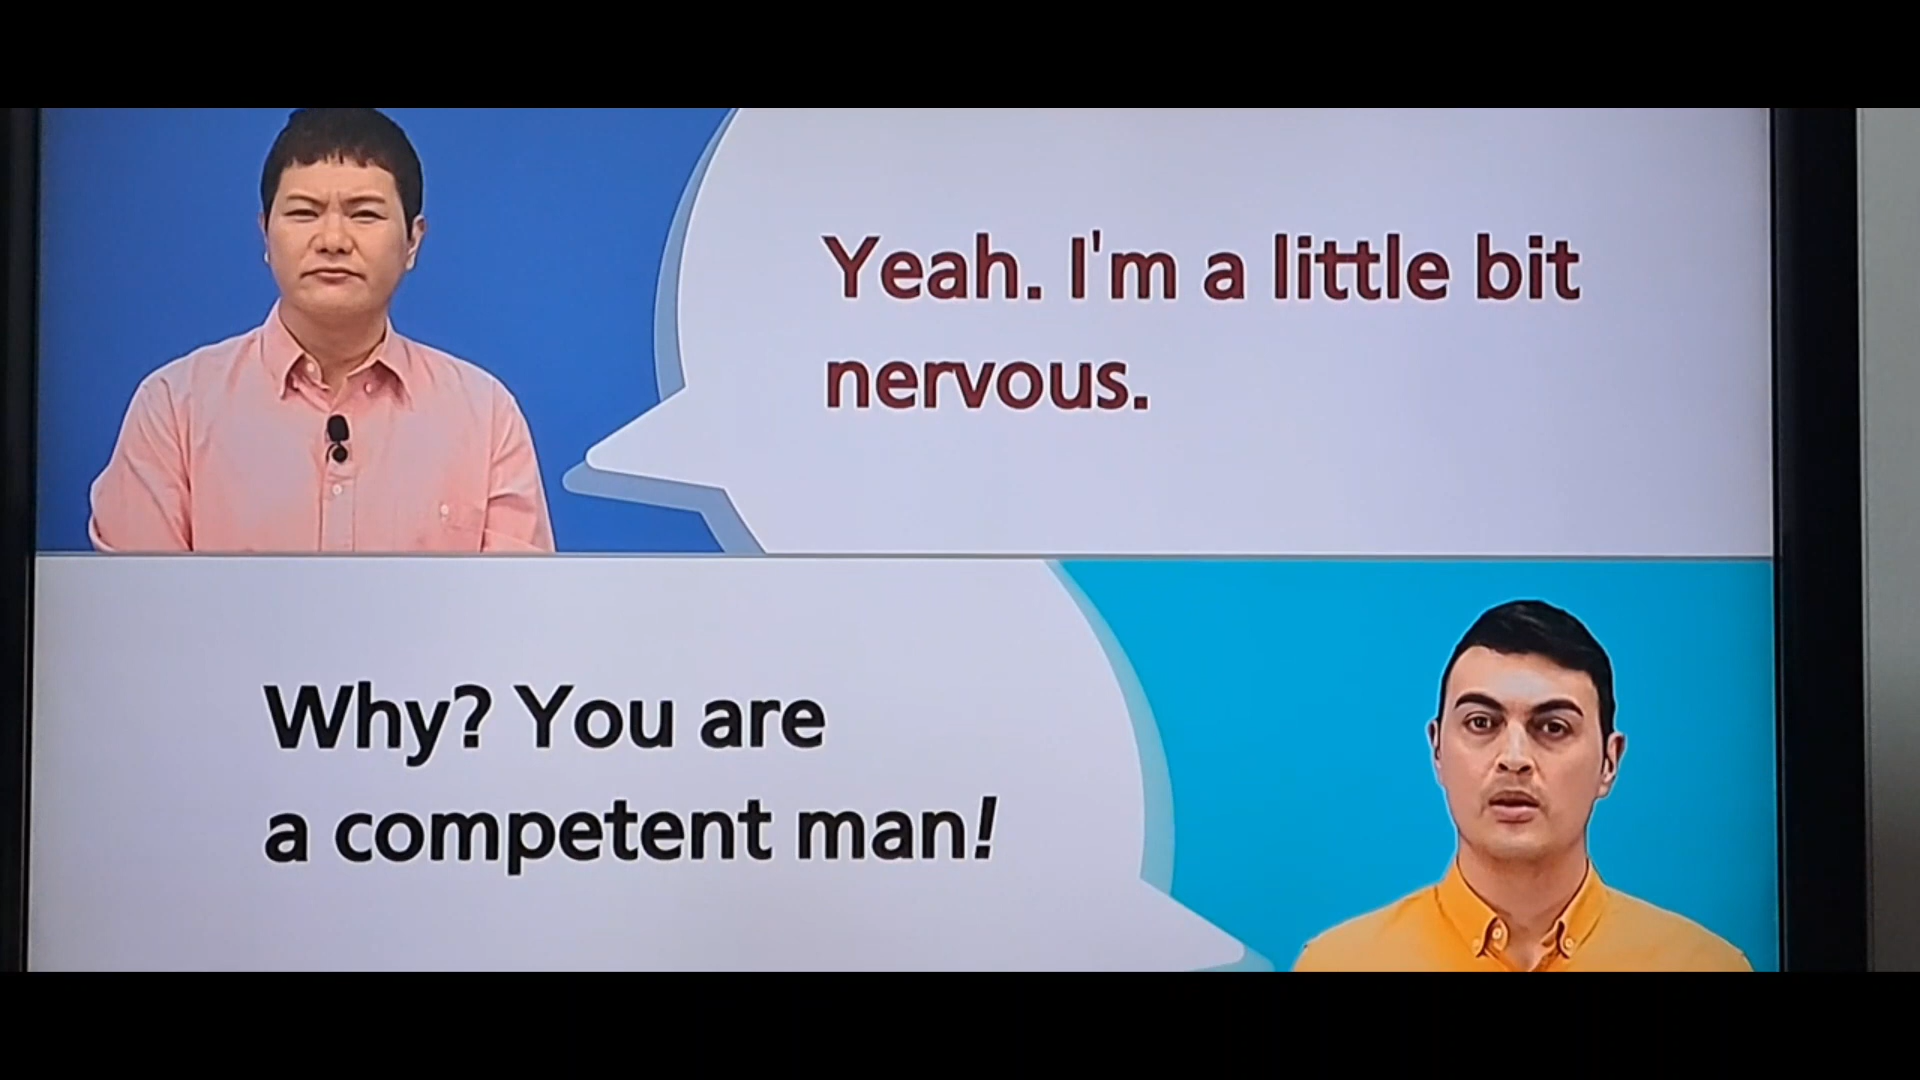 Yeah. I'm a little bit
nervous.
Why? You are
a competent man!